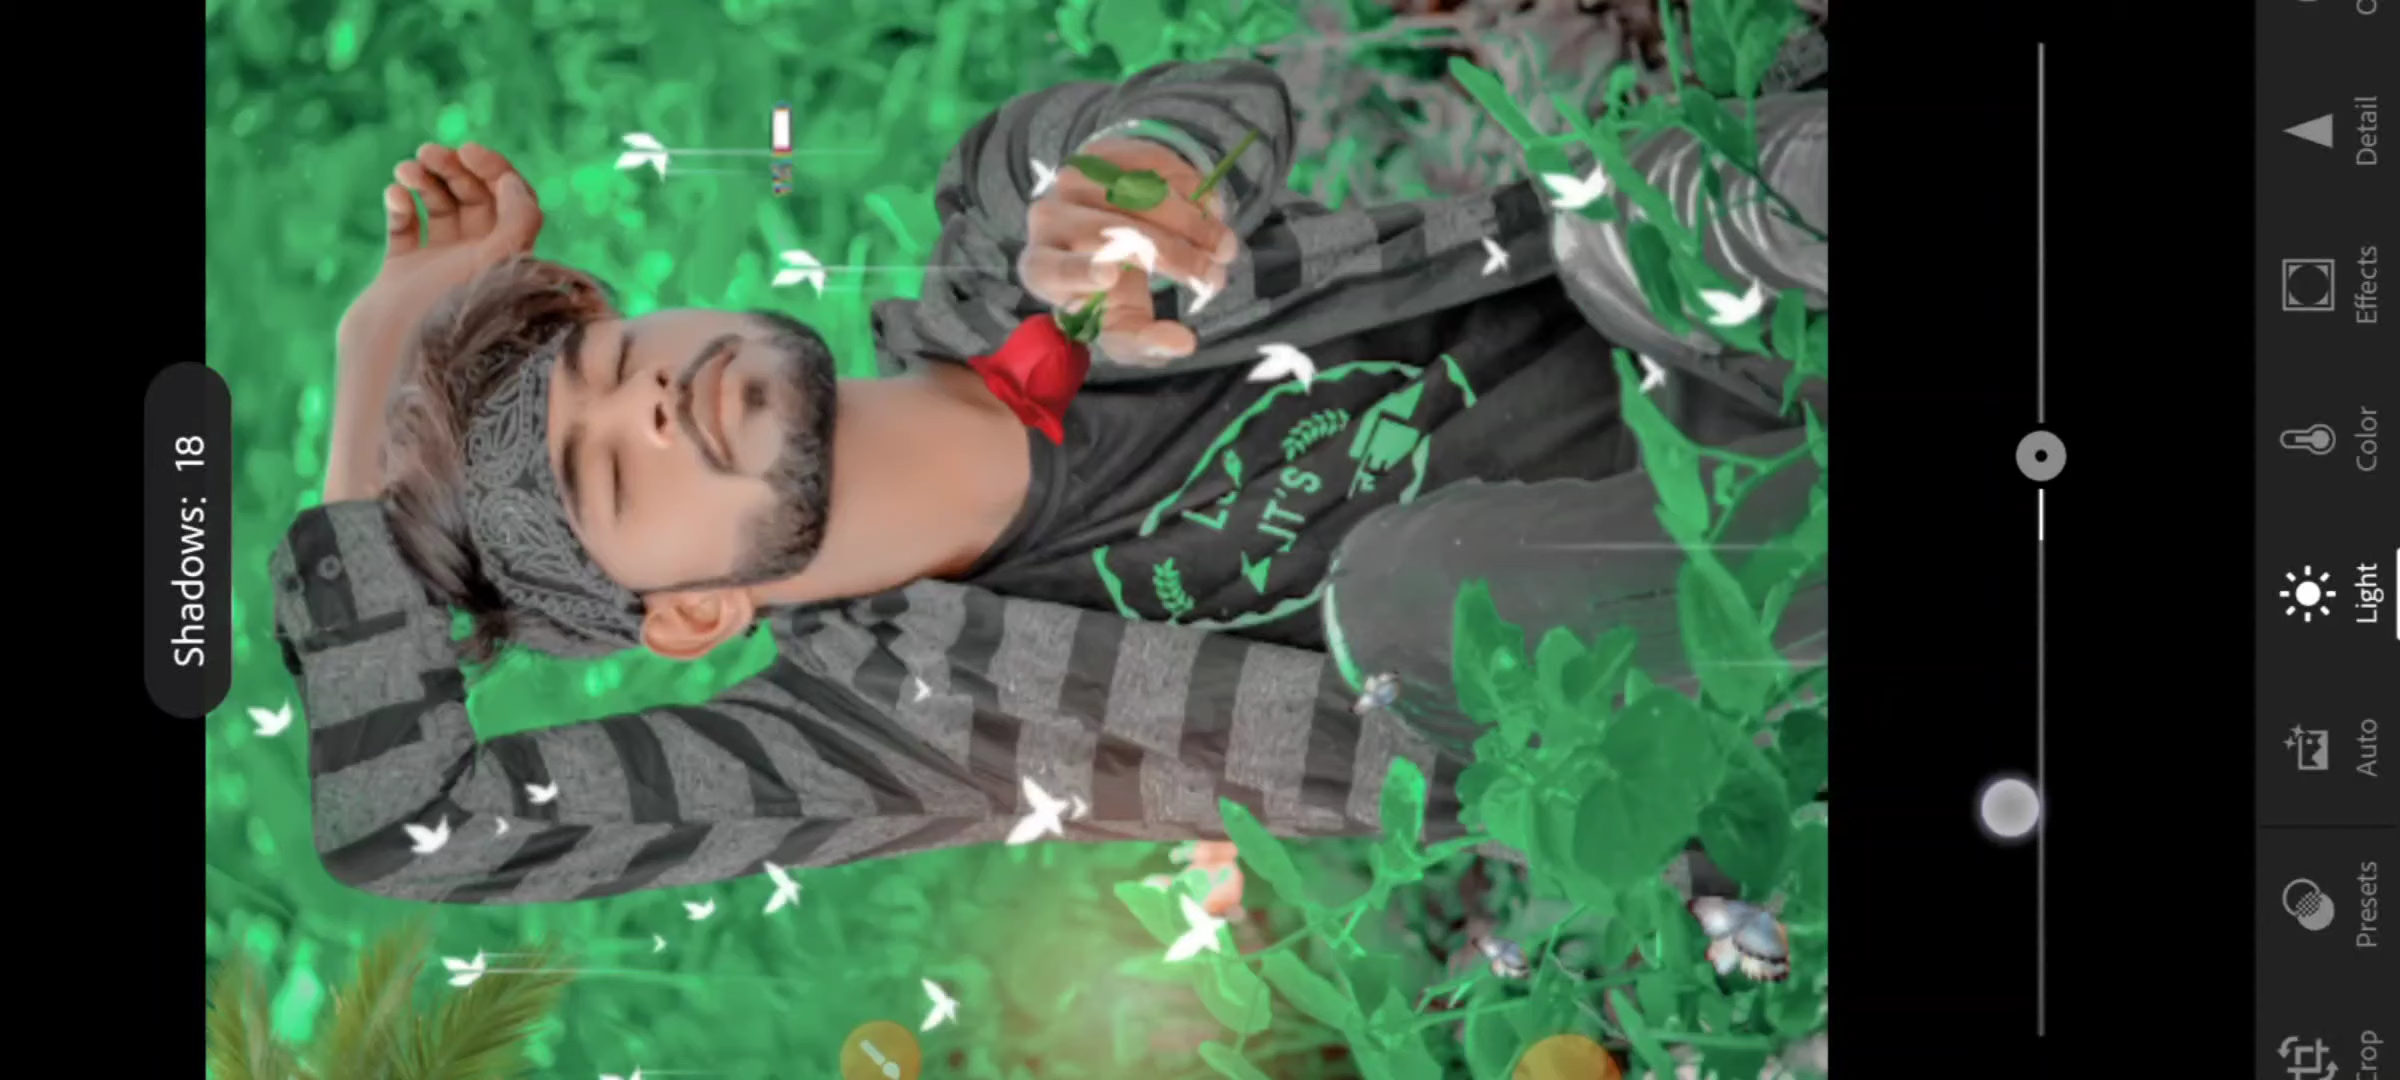 Shadows: 18
JT'S
Crop
Presets
Auto
Light
Color
Effects
Detail